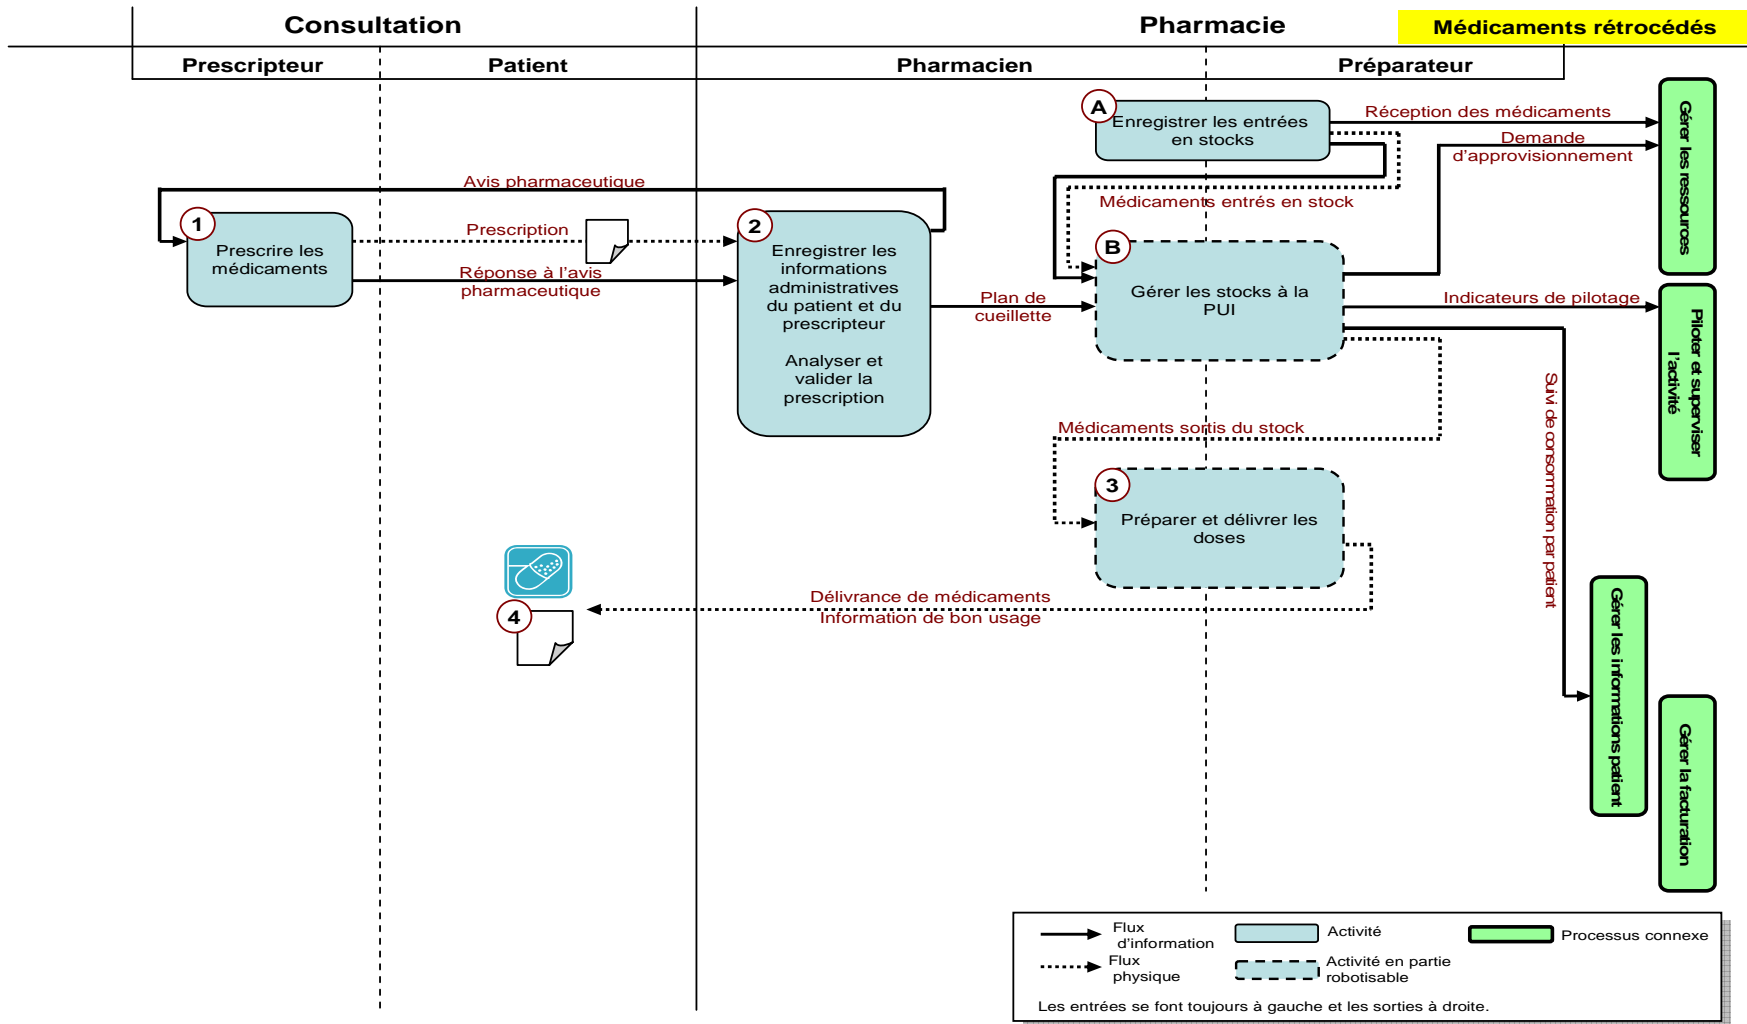 Consultation
Pharmacie
Médicaments rétrocédés
Prescripteur
Patient
Pharmacien
Préparateur
A
Enregistrer les entrées
en stocks
Réception des médicaments
Demande
d'approvisionnement
Gérer les ressources
Avis pharmaceutique
Médicaments entrés en stock
1
Prescrire les
médicaments
Prescription
Réponse à l'avis
pharmaceutique
2
Enregistrer les
informations
administratives
du patient et du
prescripteur
Analyser et
valider la
prescription
Plan de
cueillette
B
Gérer les stocks à la
PUI
Indicateurs de pilotage
Piloter et superviser
l'activité
Suivi de consommation par patient
Médicaments sortis du stock
3
Préparer et délivrer les
doses
Délivrance de médicaments
Information de bon usage
4
Gérer les informations patient
Gérer la facturation
Flux
d'information
Activité
Processus connexe
Flux
physique
Activité en partie
robotisable
Les entrées se font toujours à gauche et les sorties à droite.